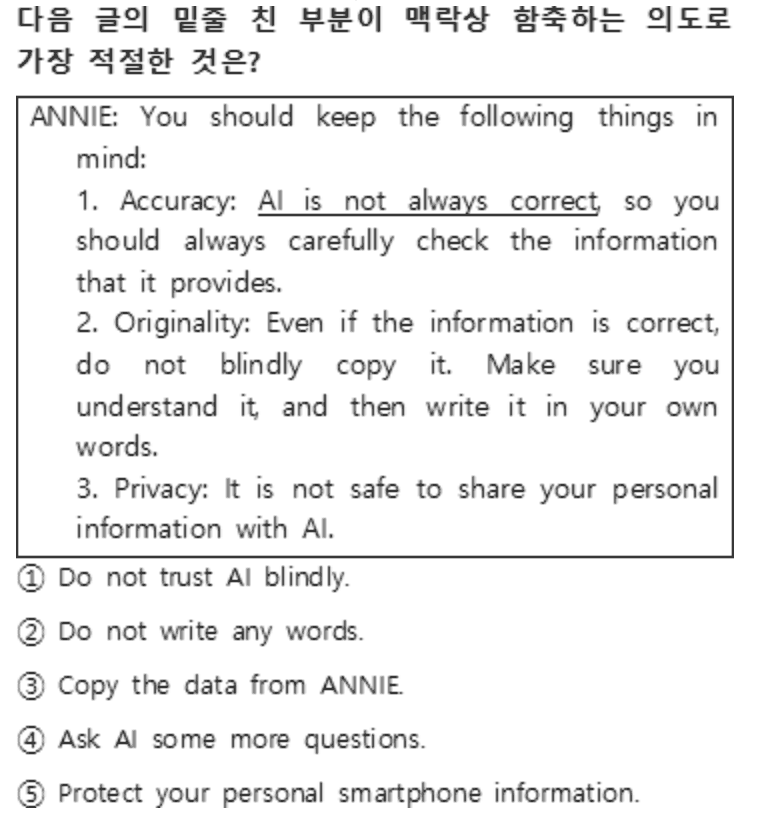 다음 글의 밑줄 친 부분이 맥락상 함축하는 의도로
가장 적절한 것은?
ANNIE: You should keep the following things in
mind:
1. Accuracy: AI is not always correct, so you
should always carefully check the information
that it provides.
2. Originality: Even if the information is correct,
do not blindly copy it. Make sure you
understand it, and then write it in your own
words.
3. Privacy: It is not safe to share your personal
information with AI.
① Do not trust AI blindly.
② Do not write any words.
③ Copy the data from ANNIE.
④ Ask AI some more questions.
⑤ Protect your personal smartphone information.